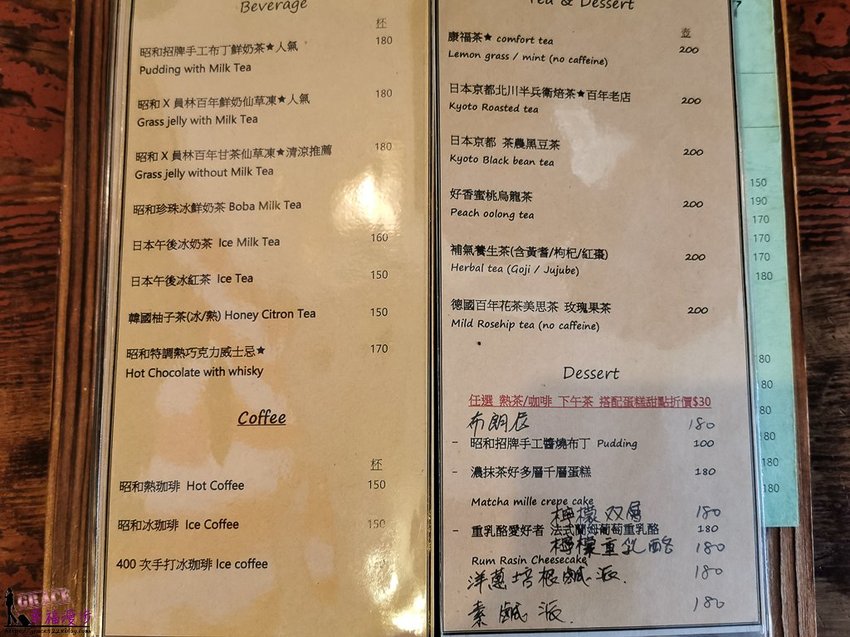 Beverage
杯
昭和招牌手工布丁鮮奶茶★人氣 180
Pudding with Milk Tea
昭和 X 員林百年鮮奶仙草凍★人氣 180
Grass jelly with Milk Tea
昭和 X 員林百年甘茶仙草凍★清涼推薦 180
Grass jelly without Milk Tea
昭和珍珠冰鮮奶茶 Boba Milk Tea
日本午後冰奶茶 Ice Milk Tea 160
日本午後冰紅茶 Ice Tea 150
韓國柚子茶(冰/熱) Honey Citron Tea 150
昭和特調熱巧克力威士忌★ 170
Hot Chocolate with whisky
Coffee
杯
昭和熱咖啡 Hot Coffee 150
昭和冰咖啡 Ice Coffee 150
400 次手打冰咖啡 Ice coffee
Tea & Dessert
壺
康福茶★ comfort tea 200
Lemon grass / mint (no caffeine)
日本京都北川半兵衛焙茶★百年老店 200
Kyoto Roasted tea
日本京都 茶農黑豆茶 200
Kyoto Black bean tea
好香蜜桃烏龍茶 200
Peach oolong tea
補氣養生茶(含黃耆/枸杞/紅棗) 200
Herbal tea (Goji / Jujube)
德國百年花茶美思茶 玫瑰果茶 200
Mild Rosehip tea (no caffeine)
Dessert
任選 熱茶/咖啡 下午茶 搭配蛋糕甜點折價$30
布朗尼 180
- 昭和招牌手工醬燒布丁 Pudding 100
- 濃抹茶好多層千層蛋糕 180
Matcha mille crepe cake
檸檬双層 180
- 重乳酪愛好者 法式蘭姆葡萄重乳酪 180
檸檬重乳酪 180
Rum Rasin Cheesecake
洋蔥培根鹹派. 180
素鹹派. 180
150
190
170
170
180
80
80
80
80
80
80
GRACE
幸福瘦子